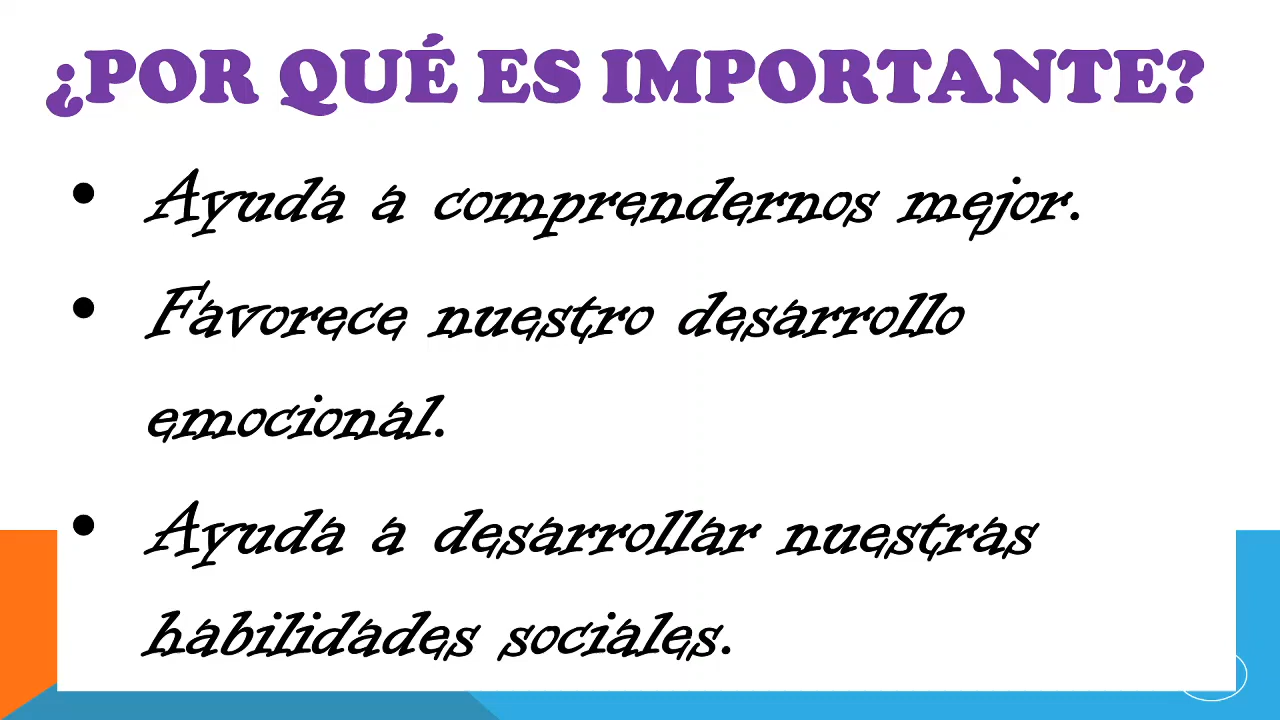 ¿POR QUÉ ES IMPORTANTE?
• Ayuda a comprendernos mejor.
• Favorece nuestro desarrollo
emocional.
• Ayuda a desarrollar nuestras
habilidades sociales.